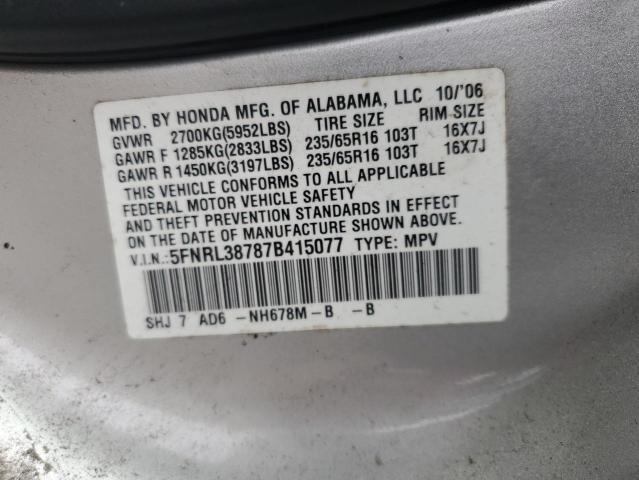 MFD. BY HONDA MFG. OF ALABAMA, LLC 10/'06
GVWR 2700KG(5952LBS) TIRE SIZE RIM SIZE
GAWR F 1285KG(2833LBS) 235/65R16 103T 16X7J
GAWR R 1450KG(3197LBS) 235/65R16 103T 16X7J
THIS VEHICLE CONFORMS TO ALL APPLICABLE
FEDERAL MOTOR VEHICLE SAFETY
AND THEFT PREVENTION STANDARDS IN EFFECT
ON THE DATE OF MANUFACTURE SHOWN ABOVE.
V.I.N.: 5FNRL38787B415077 TYPE: MPV
SHJ 7 AD6 -NH678M-B -B